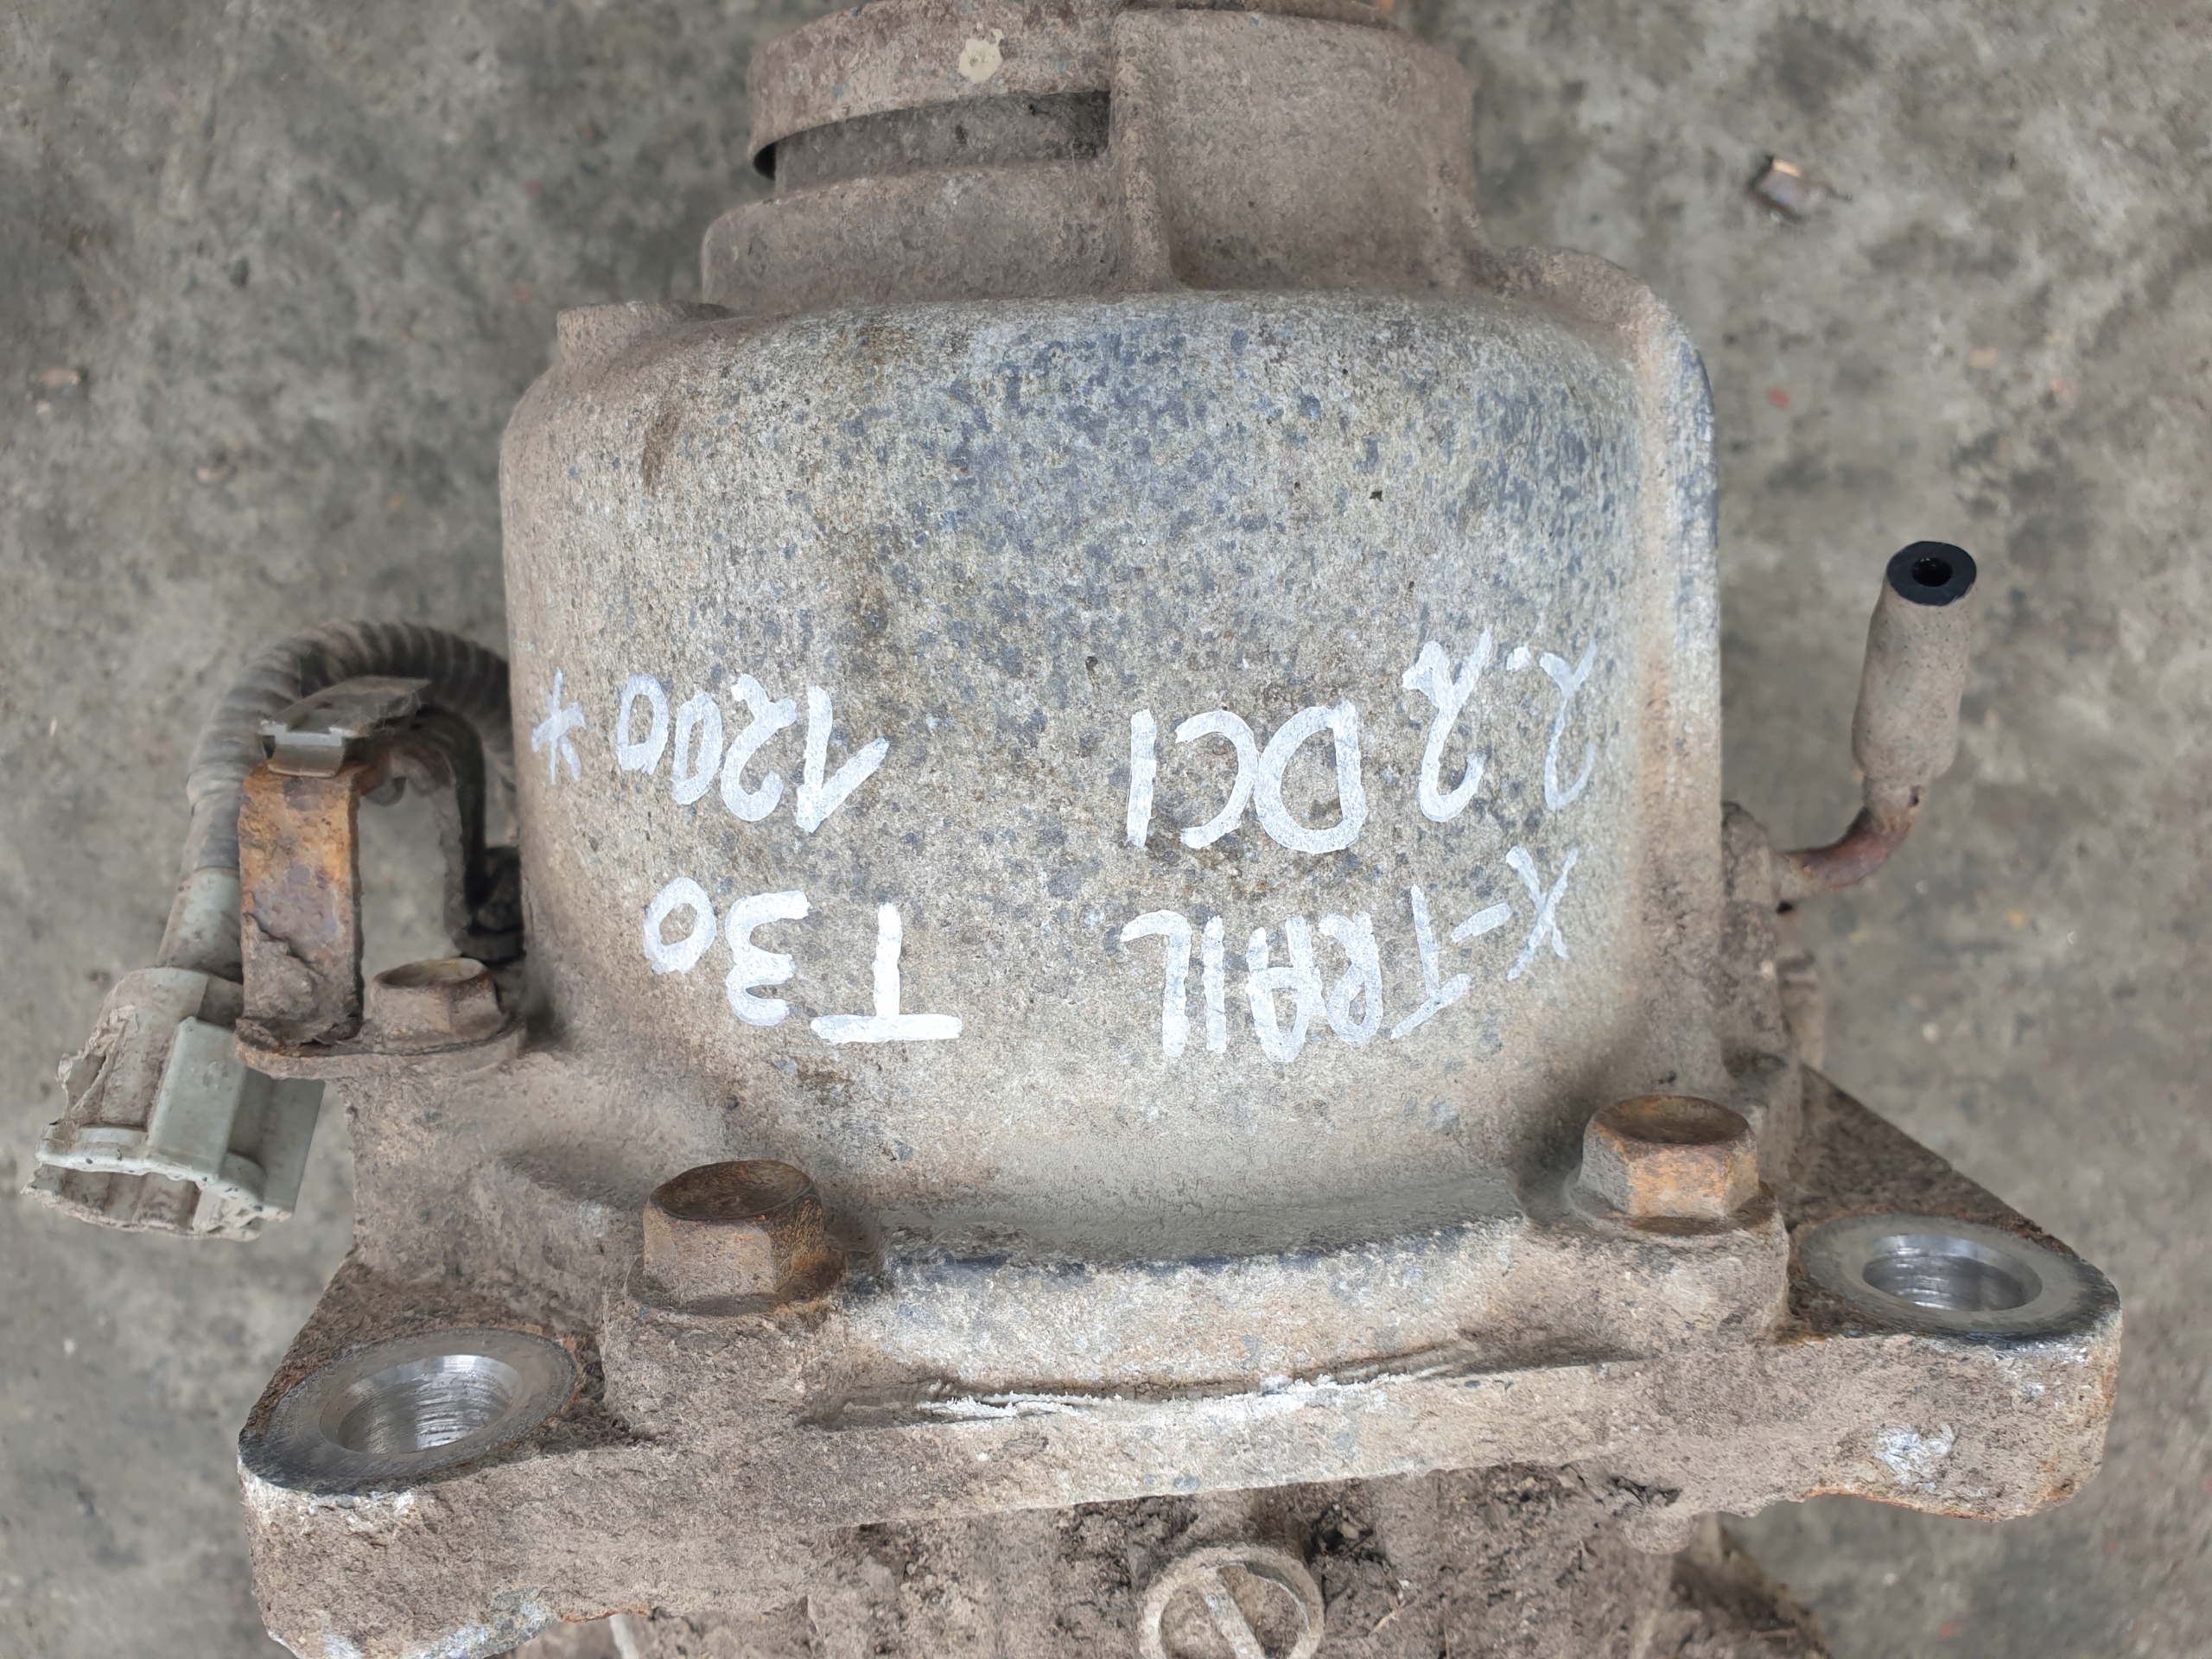 X-TRAIL T30
2.2 DCI 1200